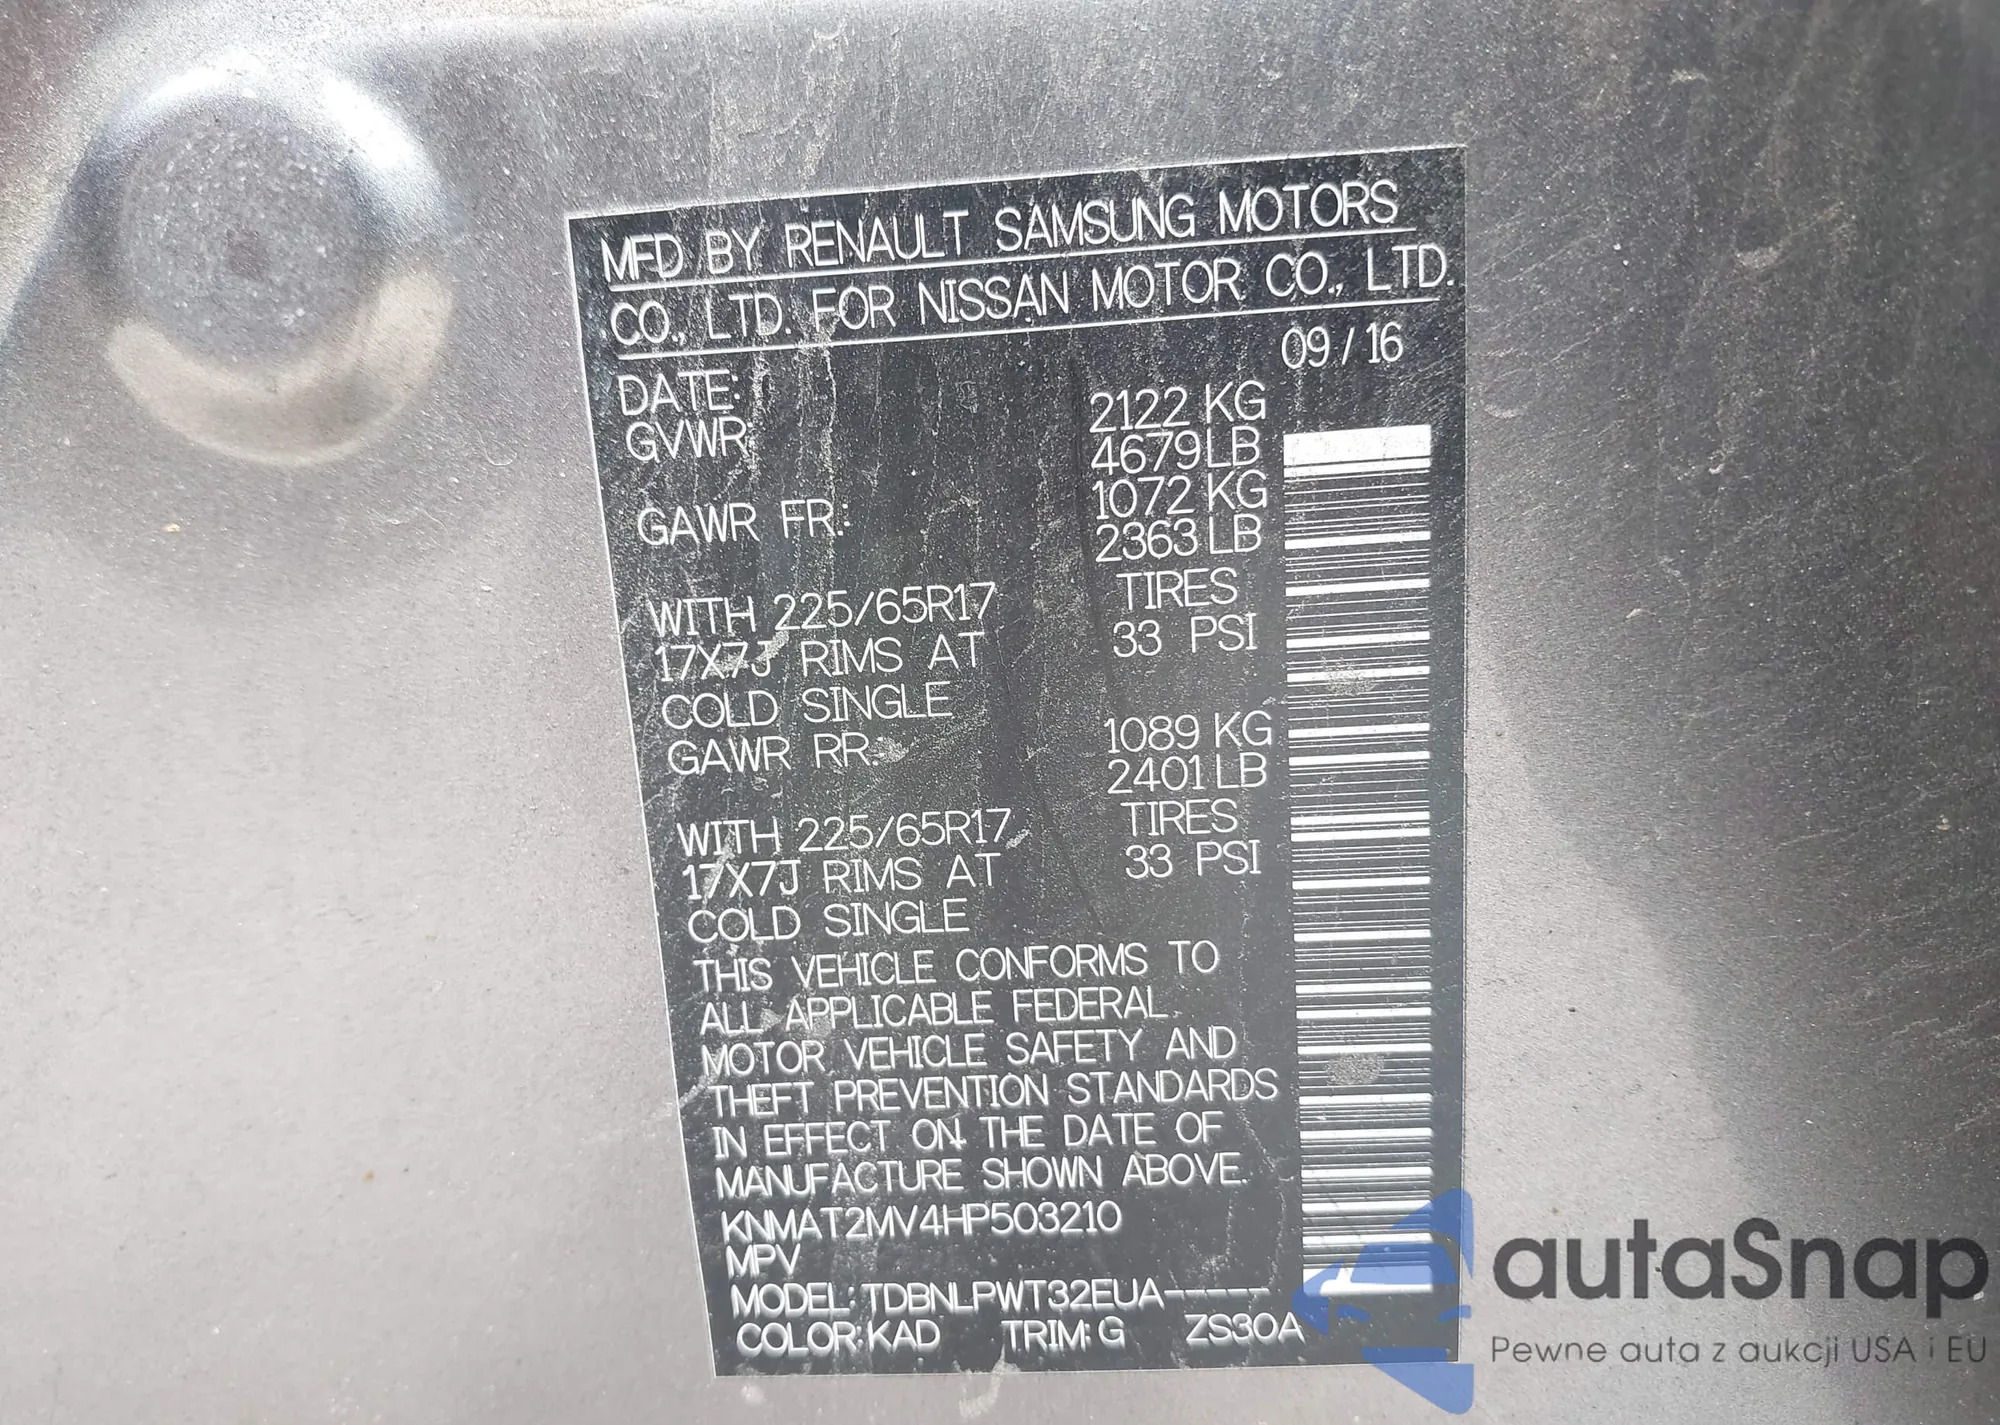 MFD BY RENAULT SAMSUNG MOTORS
CO., LTD. FOR NISSAN MOTOR CO., LTD.
DATE: 09 / 16
GVWR: 2122 KG
4679 LB
GAWR FR: 1072 KG
2363 LB
WITH 225/65R17 TIRES
17X7J RIMS AT 33 PSI
COLD SINGLE
GAWR RR: 1089 KG
2401 LB
WITH 225/65R17 TIRES
17X7J RIMS AT 33 PSI
COLD SINGLE
THIS VEHICLE CONFORMS TO
ALL APPLICABLE FEDERAL
MOTOR VEHICLE SAFETY AND
THEFT PREVENTION STANDARDS
IN EFFECT ON THE DATE OF
MANUFACTURE SHOWN ABOVE.
KNMAT2MV4HP503210
MPV
MODEL: TDBNLPWT32EUA-----
COLOR: KAD TRIM: G ZS30A
autaSnap
Pewne auta z aukcji USA i EU